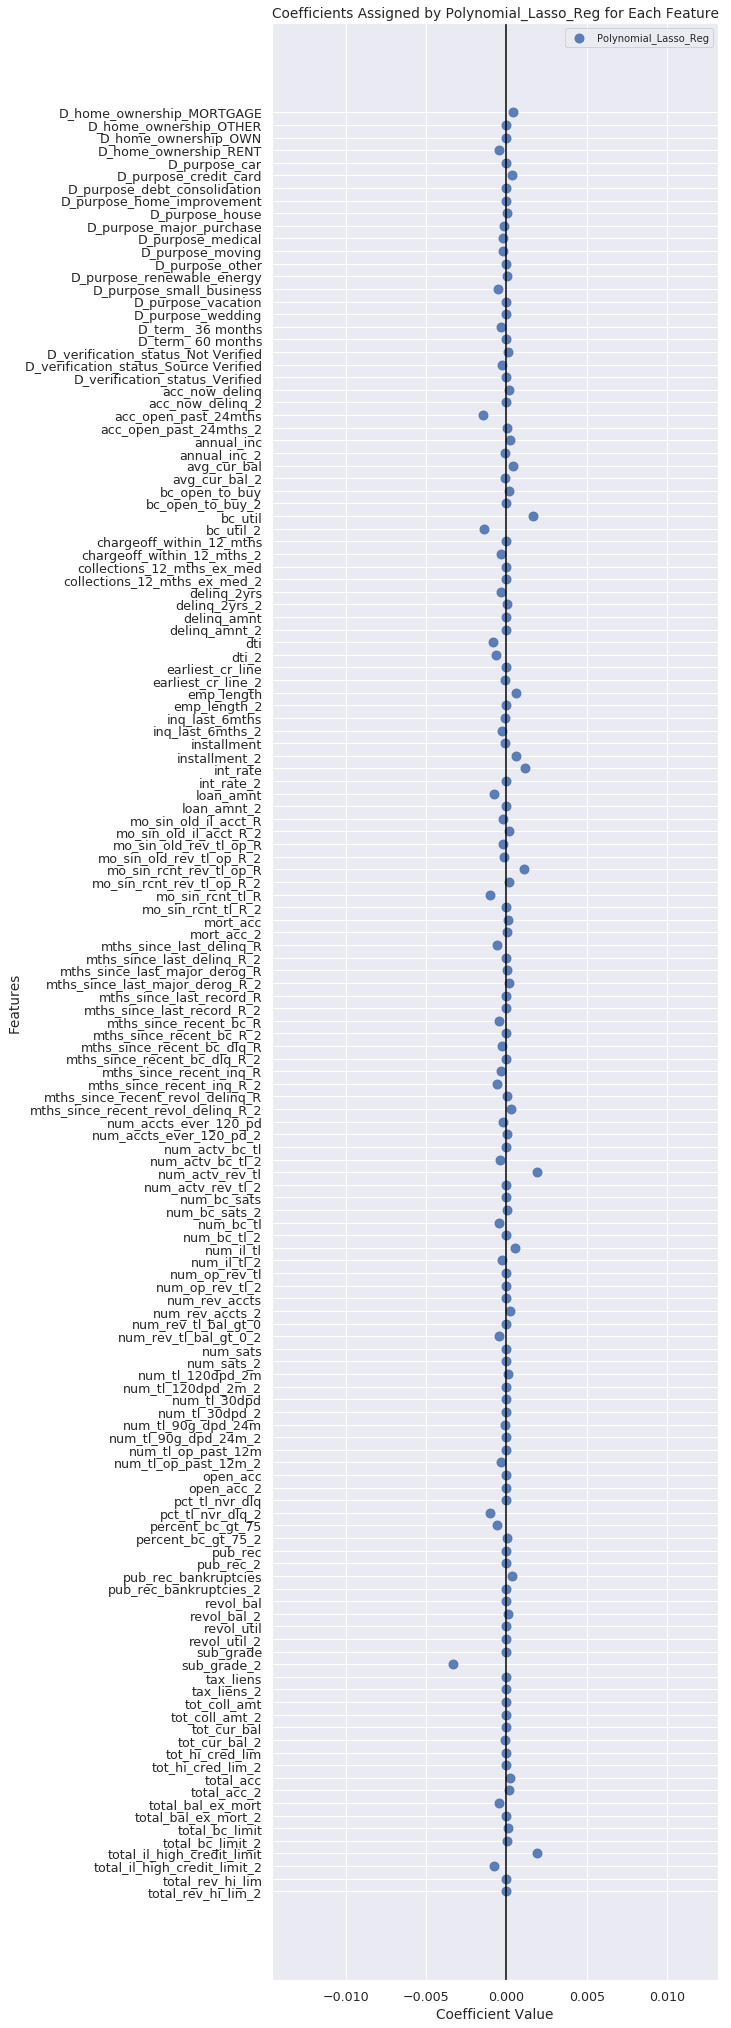 Coefficients Assigned by Polynomial_Lasso_Reg for Each Feature
Polynomial_Lasso_Reg
D_home_ownership_MORTGAGE
D_home_ownership_OTHER
D_home_ownership_OWN
D_home_ownership_RENT
D_purpose_car
D_purpose_credit_card
D_purpose_debt_consolidation
D_purpose_home_improvement
D_purpose_house
D_purpose_major_purchase
D_purpose_medical
D_purpose_moving
D_purpose_other
D_purpose_renewable_energy
D_purpose_small_business
D_purpose_vacation
D_purpose_wedding
D_term_ 36 months
D_term_ 60 months
D_verification_status_Not Verified
D_verification_status_Source Verified
D_verification_status_Verified
acc_now_delinq
acc_now_delinq_2
acc_open_past_24mths
acc_open_past_24mths_2
annual_inc
annual_inc_2
avg_cur_bal
avg_cur_bal_2
bc_open_to_buy
bc_open_to_buy_2
bc_util
bc_util_2
chargeoff_within_12_mths
chargeoff_within_12_mths_2
collections_12_mths_ex_med
collections_12_mths_ex_med_2
delinq_2yrs
delinq_2yrs_2
delinq_amnt
delinq_amnt_2
dti
dti_2
earliest_cr_line
earliest_cr_line_2
emp_length
emp_length_2
inq_last_6mths
inq_last_6mths_2
installment
installment_2
int_rate
int_rate_2
loan_amnt
loan_amnt_2
mo_sin_old_il_acct_R
mo_sin_old_il_acct_R_2
mo_sin_old_rev_tl_op_R
mo_sin_old_rev_tl_op_R_2
mo_sin_rcnt_rev_tl_op_R
mo_sin_rcnt_rev_tl_op_R_2
mo_sin_rcnt_tl_R
mo_sin_rcnt_tl_R_2
mort_acc
mort_acc_2
mths_since_last_delinq_R
mths_since_last_delinq_R_2
mths_since_last_major_derog_R
mths_since_last_major_derog_R_2
mths_since_last_record_R
mths_since_last_record_R_2
mths_since_recent_bc_R
mths_since_recent_bc_R_2
mths_since_recent_bc_dlq_R
mths_since_recent_bc_dlq_R_2
mths_since_recent_inq_R
mths_since_recent_inq_R_2
mths_since_recent_revol_delinq_R
mths_since_recent_revol_delinq_R_2
num_accts_ever_120_pd
num_accts_ever_120_pd_2
num_actv_bc_tl
num_actv_bc_tl_2
num_actv_rev_tl
num_actv_rev_tl_2
num_bc_sats
num_bc_sats_2
num_bc_tl
num_bc_tl_2
num_il_tl
num_il_tl_2
num_op_rev_tl
num_op_rev_tl_2
num_rev_accts
num_rev_accts_2
num_rev_tl_bal_gt_0
num_rev_tl_bal_gt_0_2
num_sats
num_sats_2
num_tl_120dpd_2m
num_tl_120dpd_2m_2
num_tl_30dpd
num_tl_30dpd_2
num_tl_90g_dpd_24m
num_tl_90g_dpd_24m_2
num_tl_op_past_12m
num_tl_op_past_12m_2
open_acc
open_acc_2
pct_tl_nvr_dlq
pct_tl_nvr_dlq_2
percent_bc_gt_75
percent_bc_gt_75_2
pub_rec
pub_rec_2
pub_rec_bankruptcies
pub_rec_bankruptcies_2
revol_bal
revol_bal_2
revol_util
revol_util_2
sub_grade
sub_grade_2
tax_liens
tax_liens_2
tot_coll_amt
tot_coll_amt_2
tot_cur_bal
tot_cur_bal_2
tot_hi_cred_lim
tot_hi_cred_lim_2
total_acc
total_acc_2
total_bal_ex_mort
total_bal_ex_mort_2
total_bc_limit
total_bc_limit_2
total_il_high_credit_limit
total_il_high_credit_limit_2
total_rev_hi_lim
total_rev_hi_lim_2
Features
−0.010 −0.005 0.000 0.005 0.010
Coefficient Value